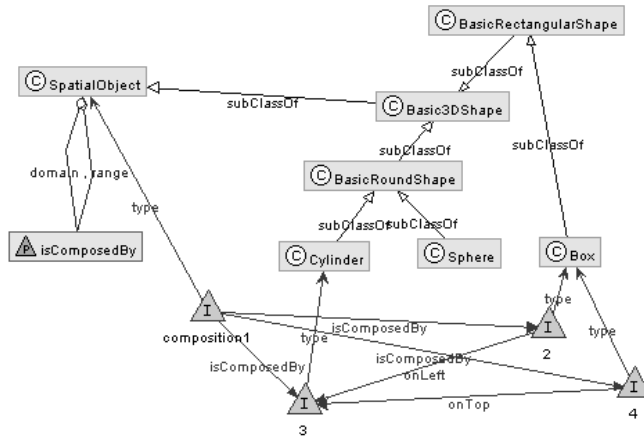 C BasicRectangularShape
subClassOf
C SpatialObject
subClassOf
C Basic3DShape
subClassOf
subClassOf
domain , range
C BasicRoundShape
type
subClassOf
subClassOf
P isComposedBy
C Cylinder
C Sphere
C Box
I
composition1
isComposedBy
type
type
I
2
type
isComposedBy
isComposedBy
onLeft
I
3
onTop
I
4